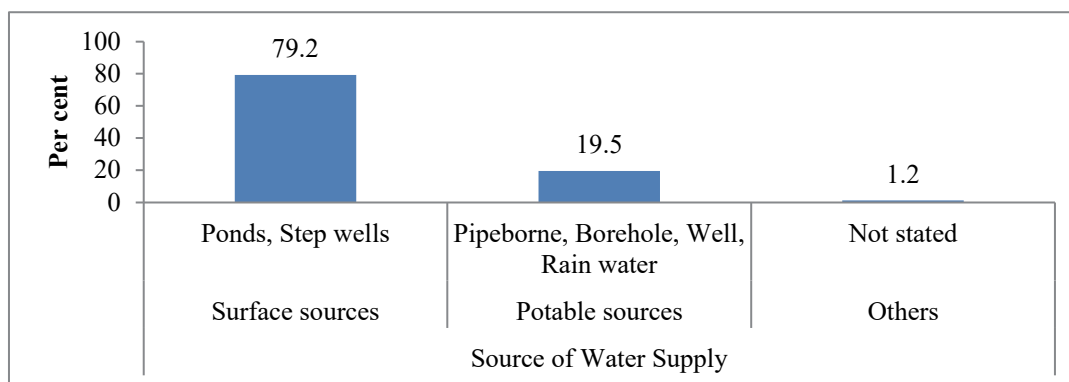 Per cent
100
80
60
40
20
0
79.2
19.5
1.2
Ponds, Step wells
Pipeborne, Borehole, Well,
Rain water
Not stated
Surface sources
Potable sources
Others
Source of Water Supply